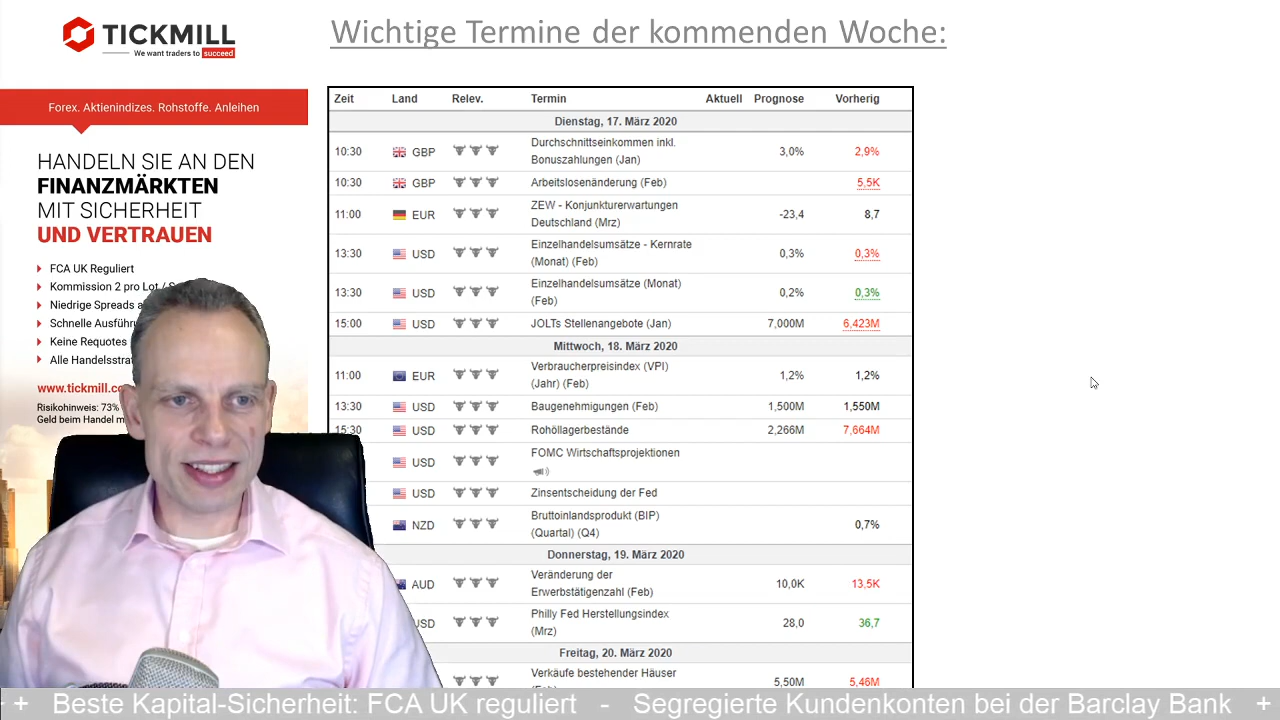 TICKMILL
We want traders to succeed
Wichtige Termine der kommenden Woche:
Forex. Aktienindizes. Rohstoffe. Anleihen
HANDELN SIE AN DEN
FINANZMÄRKTEN
MIT SICHERHEIT
UND VERTRAUEN
FCA UK Reguliert
Kommission 2 pro Lot /
Niedrige Spreads
Schnelle
Keine Requotes
Alle
Risikohinweis: 73%
Geld beim Handel
Zeit Land Relev. Termin Aktuell Prognose Vorherig
Dienstag, 17. März 2020
10:30 GBP Durchschnittseinkommen inkl. 3,0% 2,9%
Bonuszahlungen (Jan)
10:30 GBP Arbeitslosenänderung (Feb) 5,5K
11:00 EUR ZEW - Konjunkturerwartungen -23,4 8,7
Deutschland (Mrz)
13:30 USD Einzelhandelsumsätze - Kernrate 0,3% 0,3%
(Monat) (Feb)
13:30 USD Einzelhandelsumsätze (Monat) 0,2% 0,3%
(Feb)
15:00 USD JOLTs Stellenangebote (Jan) 7,000M 6,423M
Mittwoch, 18. März 2020
11:00 EUR Verbraucherpreisindex (VPI) 1,2% 1,2%
(Jahr) (Feb)
13:30 USD Baugenehmigungen (Feb) 1,500M 1,550M
15:30 USD Rohöllagerbestände 2,266M 7,664M
USD FOMC Wirtschaftsprojektionen
USD Zinsentscheidung der Fed
NZD Bruttoinlandsprodukt (BIP) 0,7%
(Quartal) (Q4)
Donnerstag, 19. März 2020
AUD Veränderung der 10,0K 13,5K
Erwerbstätigenzahl (Feb)
USD Philly Fed Herstellungsindex 28,0 36,7
(Mrz)
Freitag, 20. März 2020
Verkäufe bestehender Häuser 5,50M 5,46M
+ Beste Kapital-Sicherheit: FCA UK reguliert - Segregierte Kundenkonten bei der Barclay Bank +